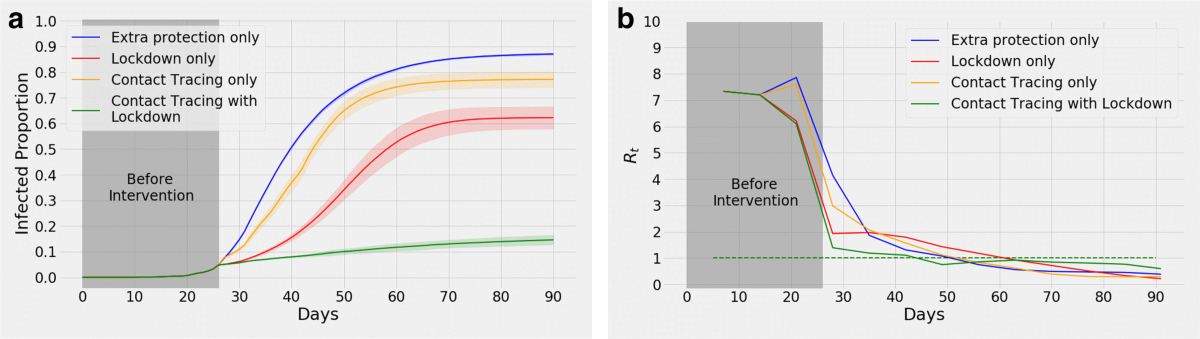 a
Infected Proportion
1.0
0.9
0.8
0.7
0.6
0.5
0.4
0.3
0.2
0.1
0.0
Extra protection only
Lockdown only
Contact Tracing only
Contact Tracing with
Lockdown
Before
Intervention
0 10 20 30 40 50 60 70 80 90
Days
b
R_t
10
9
8
7
6
5
4
3
2
1
0
Extra protection only
Lockdown only
Contact Tracing only
Contact Tracing with Lockdown
Before
Intervention
0 10 20 30 40 50 60 70 80 90
Days